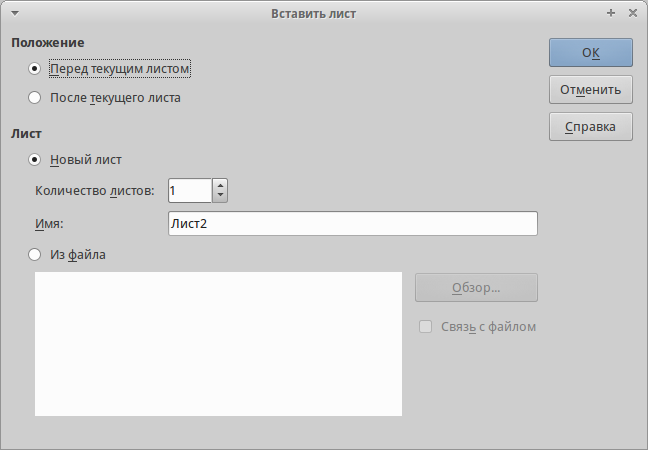 Вставить лист
Положение
Перед текущим листом
После текущего листа
OK
Отменить
Справка
Лист
Новый лист
Количество листов: 1
Имя: Лист2
Из файла
Обзор...
Связь с файлом